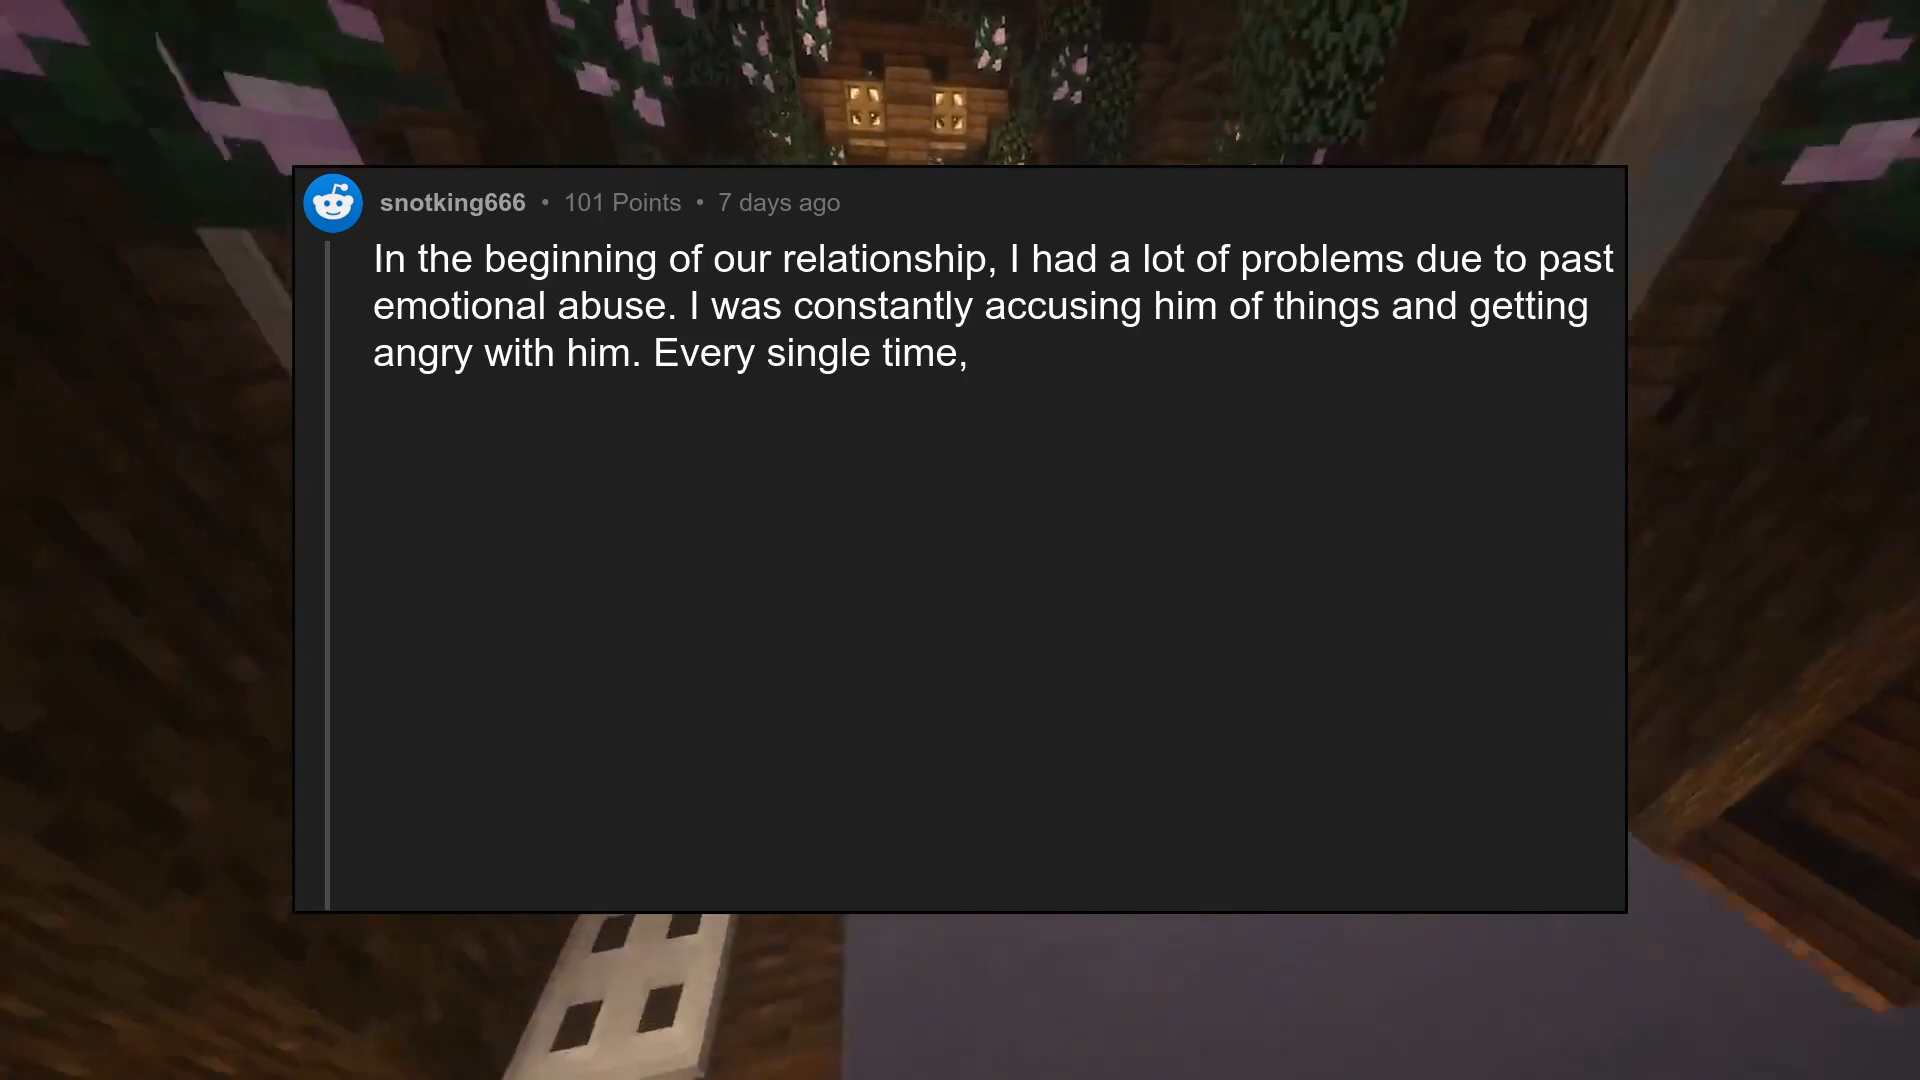 snotking666 • 101 Points • 7 days ago
In the beginning of our relationship, I had a lot of problems due to past
emotional abuse. I was constantly accusing him of things and getting
angry with him. Every single time,